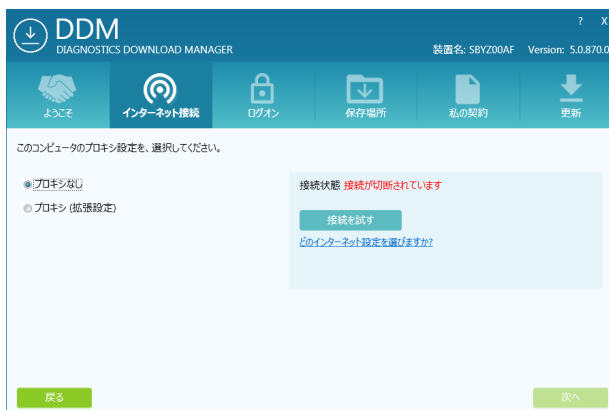 ? X
DDM
DIAGNOSTICS DOWNLOAD MANAGER
装置名: SBYZ00AF Version: 5.0.870.0
ようこそ インターネット接続 ログオン 保存場所 私の契約 更新
このコンピュータのプロキシ設定を、選択してください。
プロキシなし
プロキシ (拡張設定)
接続状態 接続が切断されています
接続を試す
どのインターネット設定を選びますか?
戻る 次へ